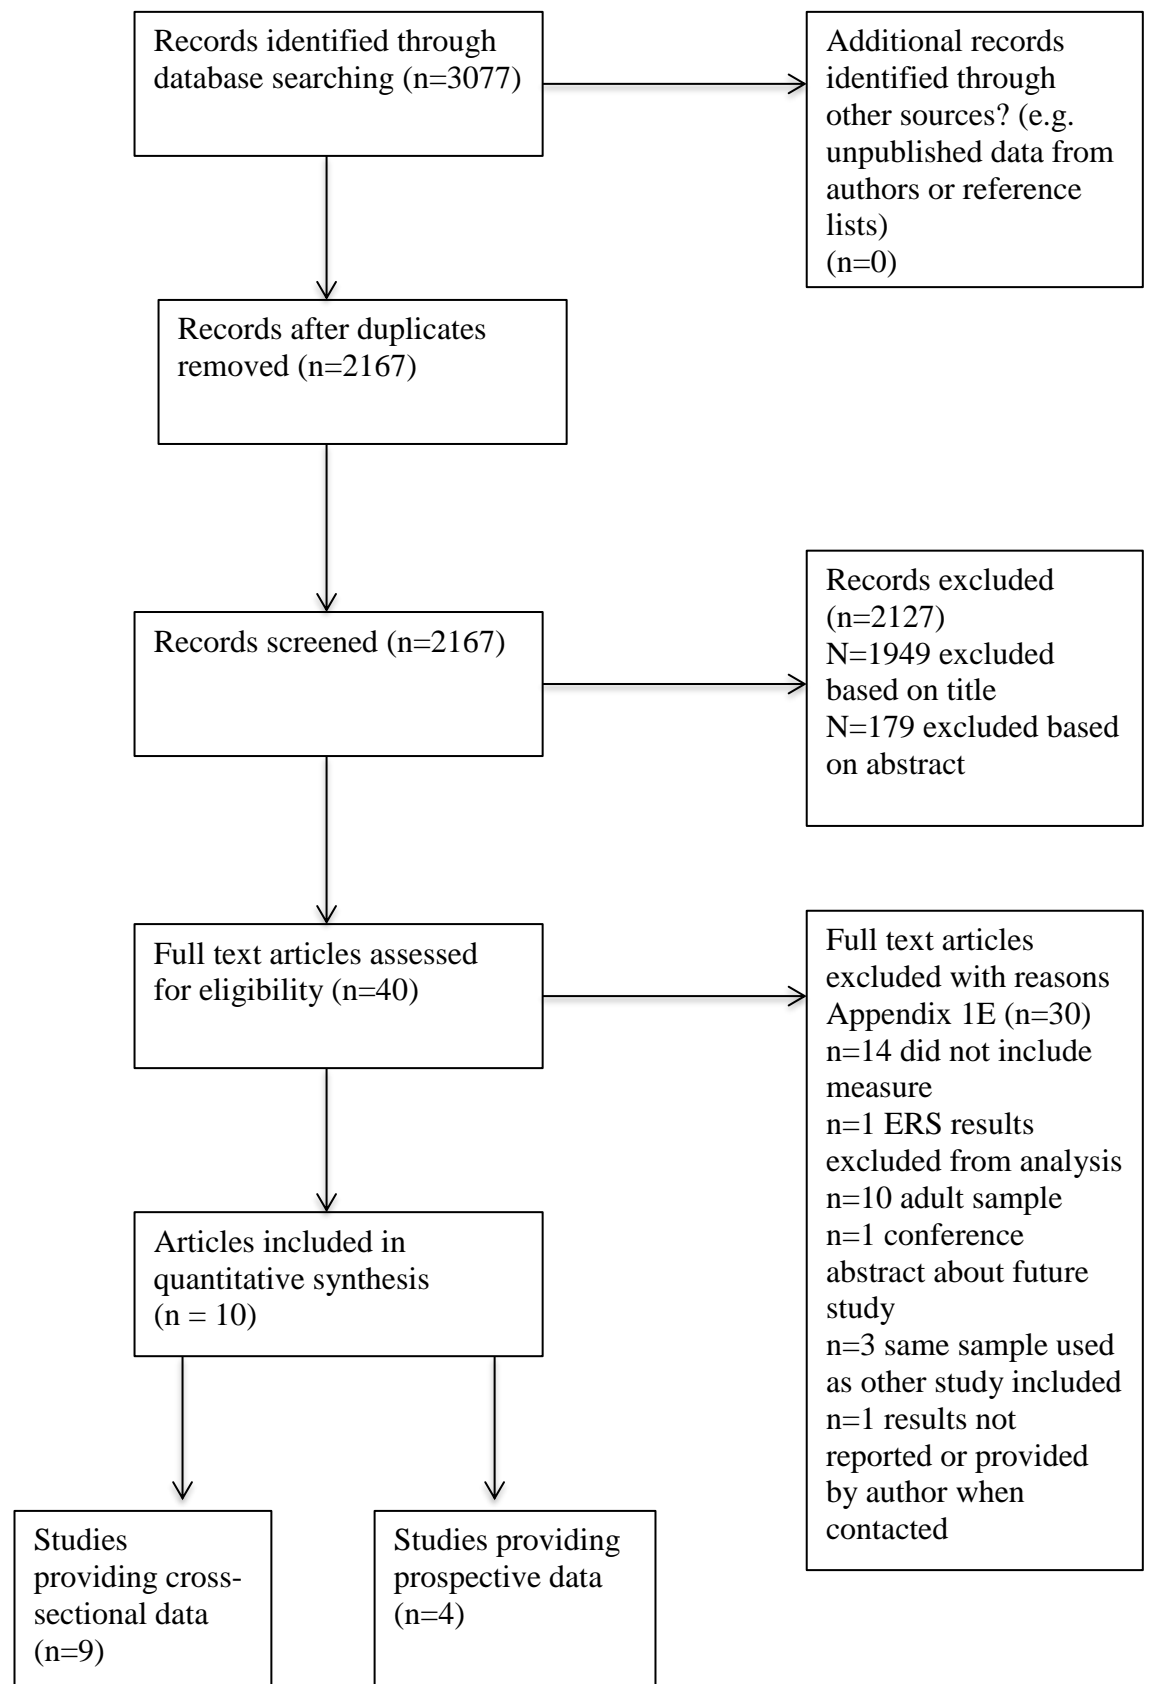 Records identified through
database searching (n=3077)
Additional records
identified through
other sources? (e.g.
unpublished data from
authors or reference
lists)
(n=0)
Records after duplicates
removed (n=2167)
Records screened (n=2167)
Records excluded
(n=2127)
N=1949 excluded
based on title
N=179 excluded based
on abstract
Full text articles assessed
for eligibility (n=40)
Full text articles
excluded with reasons
Appendix 1E (n=30)
n=14 did not include
measure
n=1 ERS results
excluded from analysis
n=10 adult sample
n=1 conference
abstract about future
study
n=3 same sample used
as other study included
n=1 results not
reported or provided
by author when
contacted
Articles included in
quantitative synthesis
(n = 10)
Studies
providing cross-
sectional data
(n=9)
Studies providing
prospective data
(n=4)